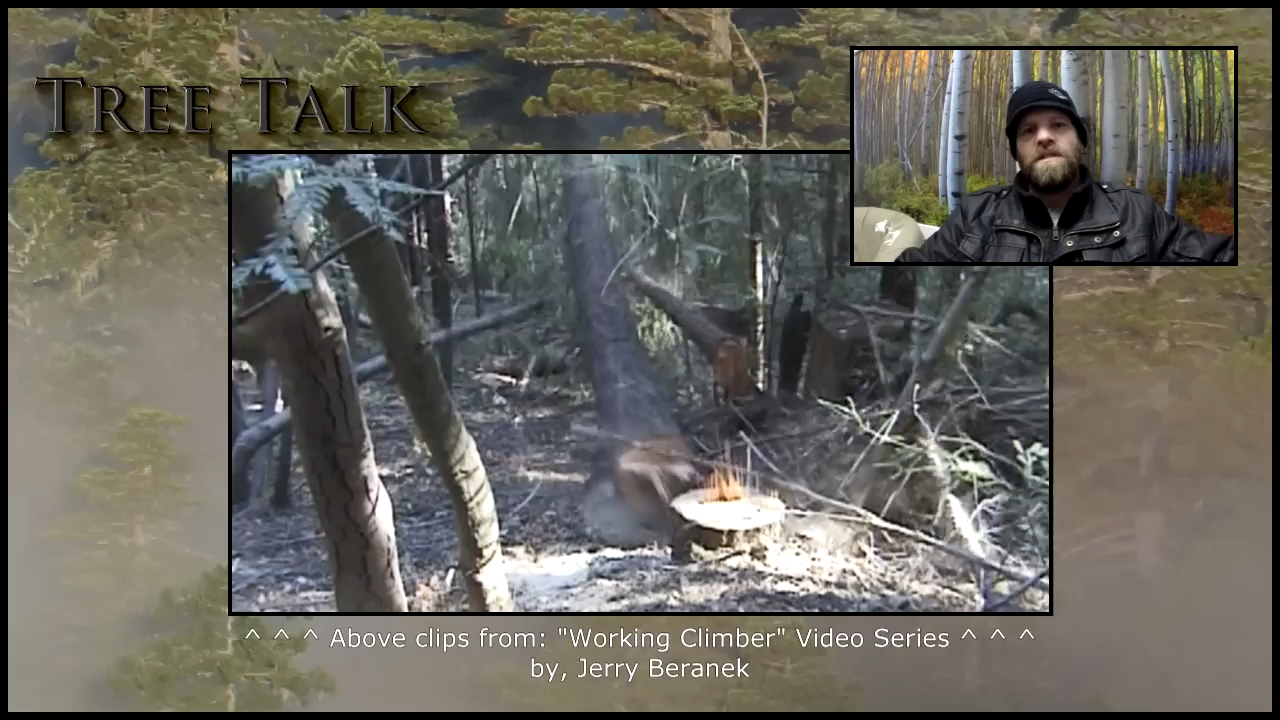 TREE TALK
^ ^ ^ Above clips from: "Working Climber" Video Series ^ ^ ^
by, Jerry Beranek